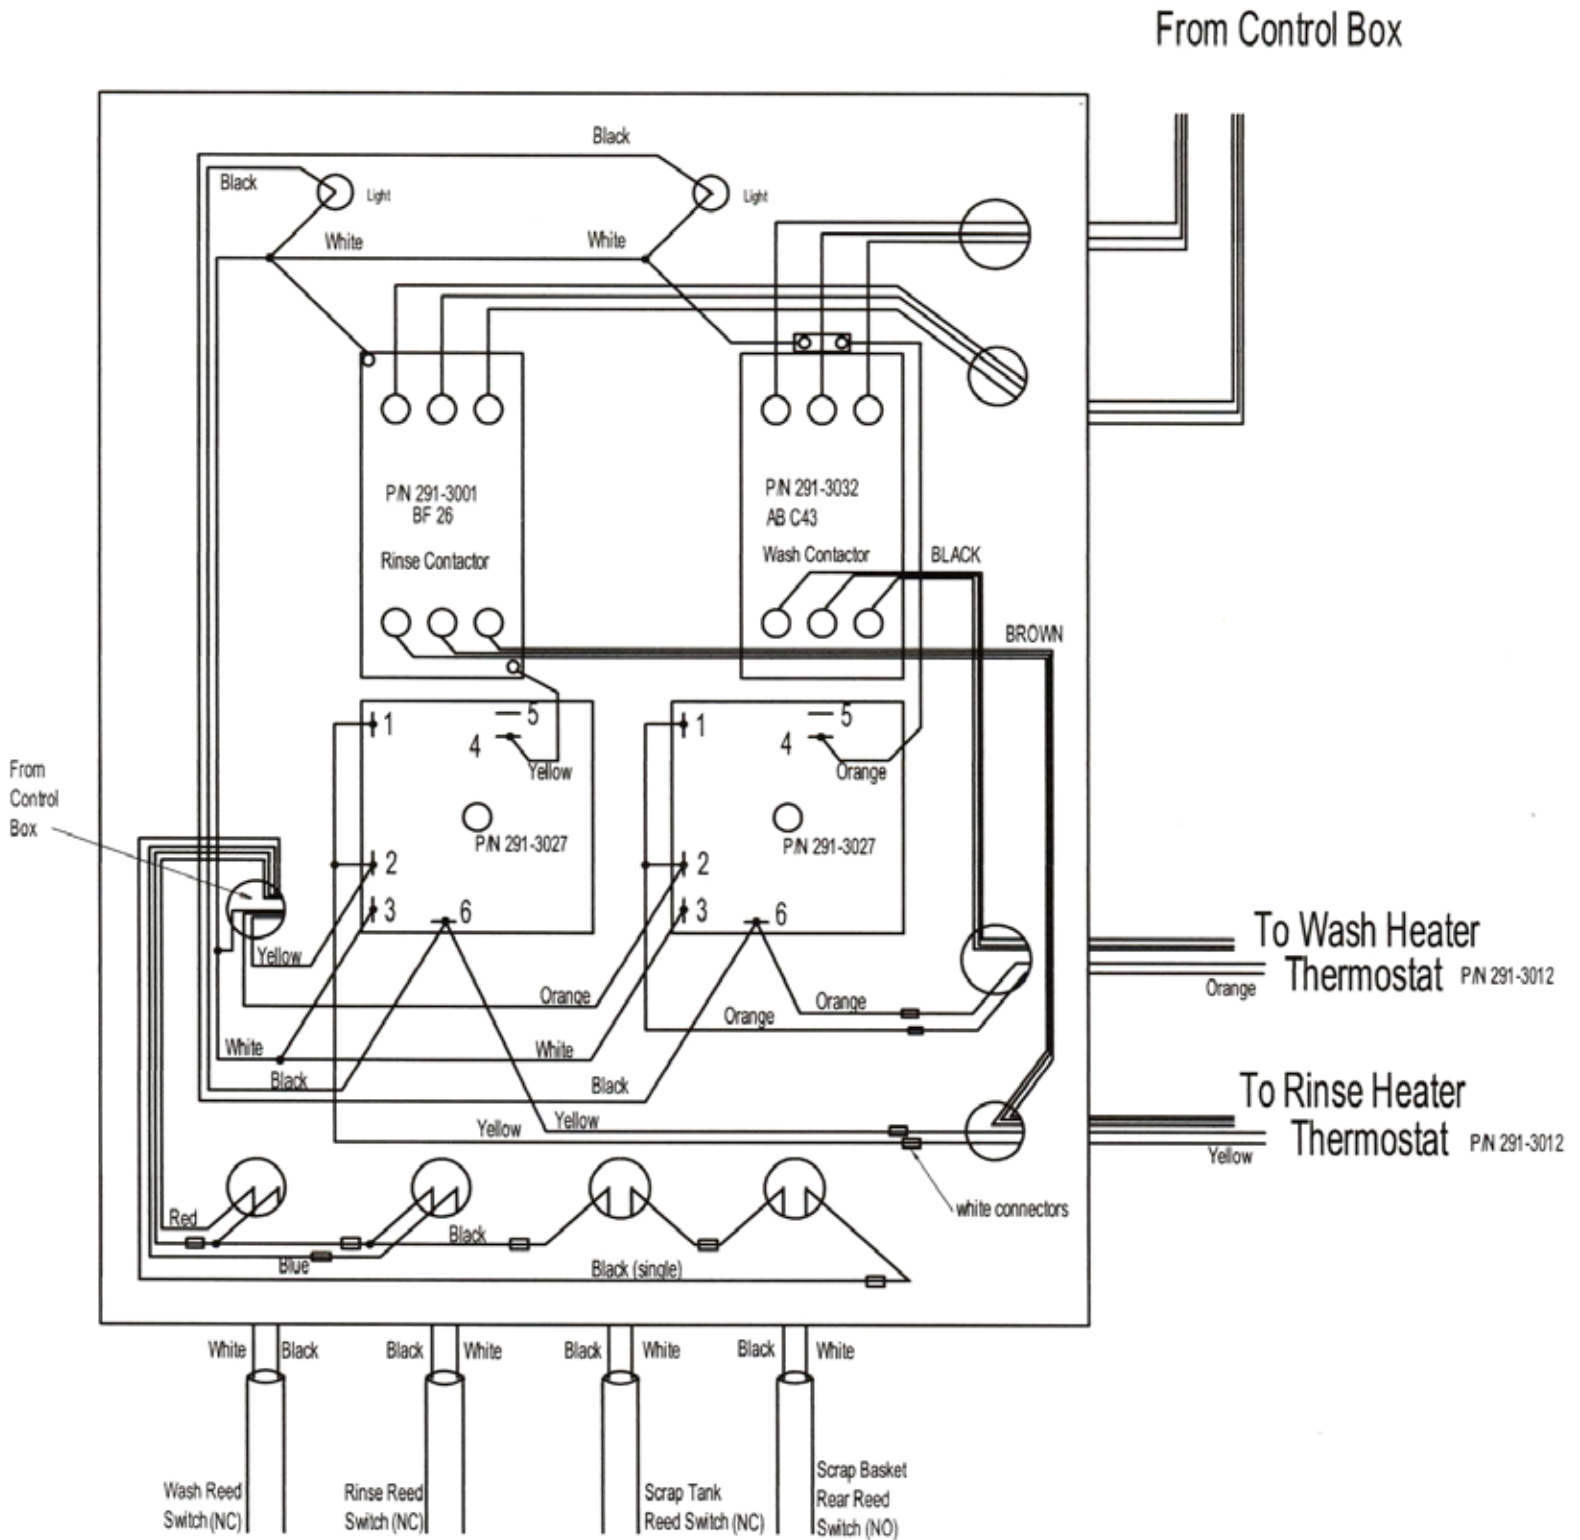 From Control Box
Black
Black
Light
Light
White
White
P/N 291-3001
BF 26
Rinse Contactor
P/N 291-3032
AB C43
Wash Contactor
BLACK
BROWN
1
5
4
Yellow
P/N 291-3027
2
3
6
1
5
4
Orange
P/N 291-3027
2
3
6
From
Control
Box
Yellow
Orange
Orange
Orange
White
White
Black
Black
Yellow
Yellow
To Wash Heater
Thermostat P/N 291-3012
Orange
To Rinse Heater
Thermostat P/N 291-3012
Yellow
white connectors
Red
Black
Blue
Black (single)
White
Black
Black
White
Black
White
Black
White
Wash Reed
Switch (NC)
Rinse Reed
Switch (NC)
Scrap Tank
Reed Switch (NC)
Scrap Basket
Rear Reed
Switch (NO)